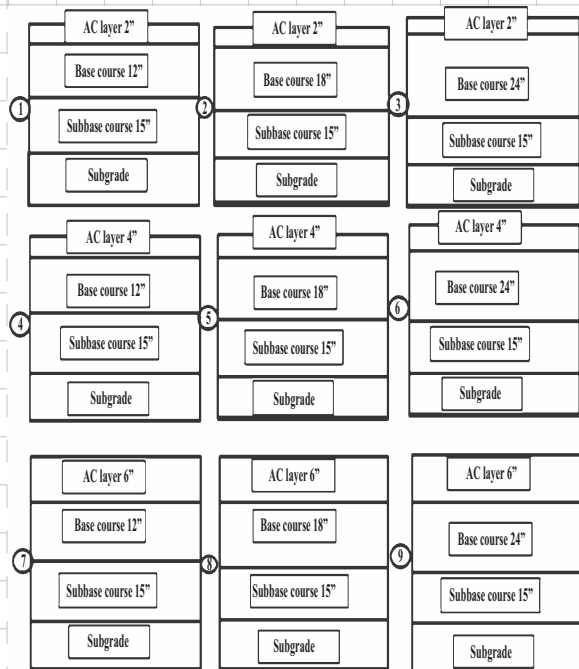 AC layer 2”
Base course 12”
1
Subbase course 15”
Subgrade
AC layer 2”
Base course 18”
2
Subbase course 15”
Subgrade
AC layer 2”
Base course 24”
3
Subbase course 15”
Subgrade
AC layer 4”
Base course 12”
4
Subbase course 15”
Subgrade
AC layer 4”
Base course 18”
5
Subbase course 15”
Subgrade
AC layer 4”
Base course 24”
6
Subbase course 15”
Subgrade
AC layer 6”
Base course 12”
7
Subbase course 15”
Subgrade
AC layer 6”
Base course 18”
8
Subbase course 15”
Subgrade
AC layer 6”
Base course 24”
9
Subbase course 15”
Subgrade